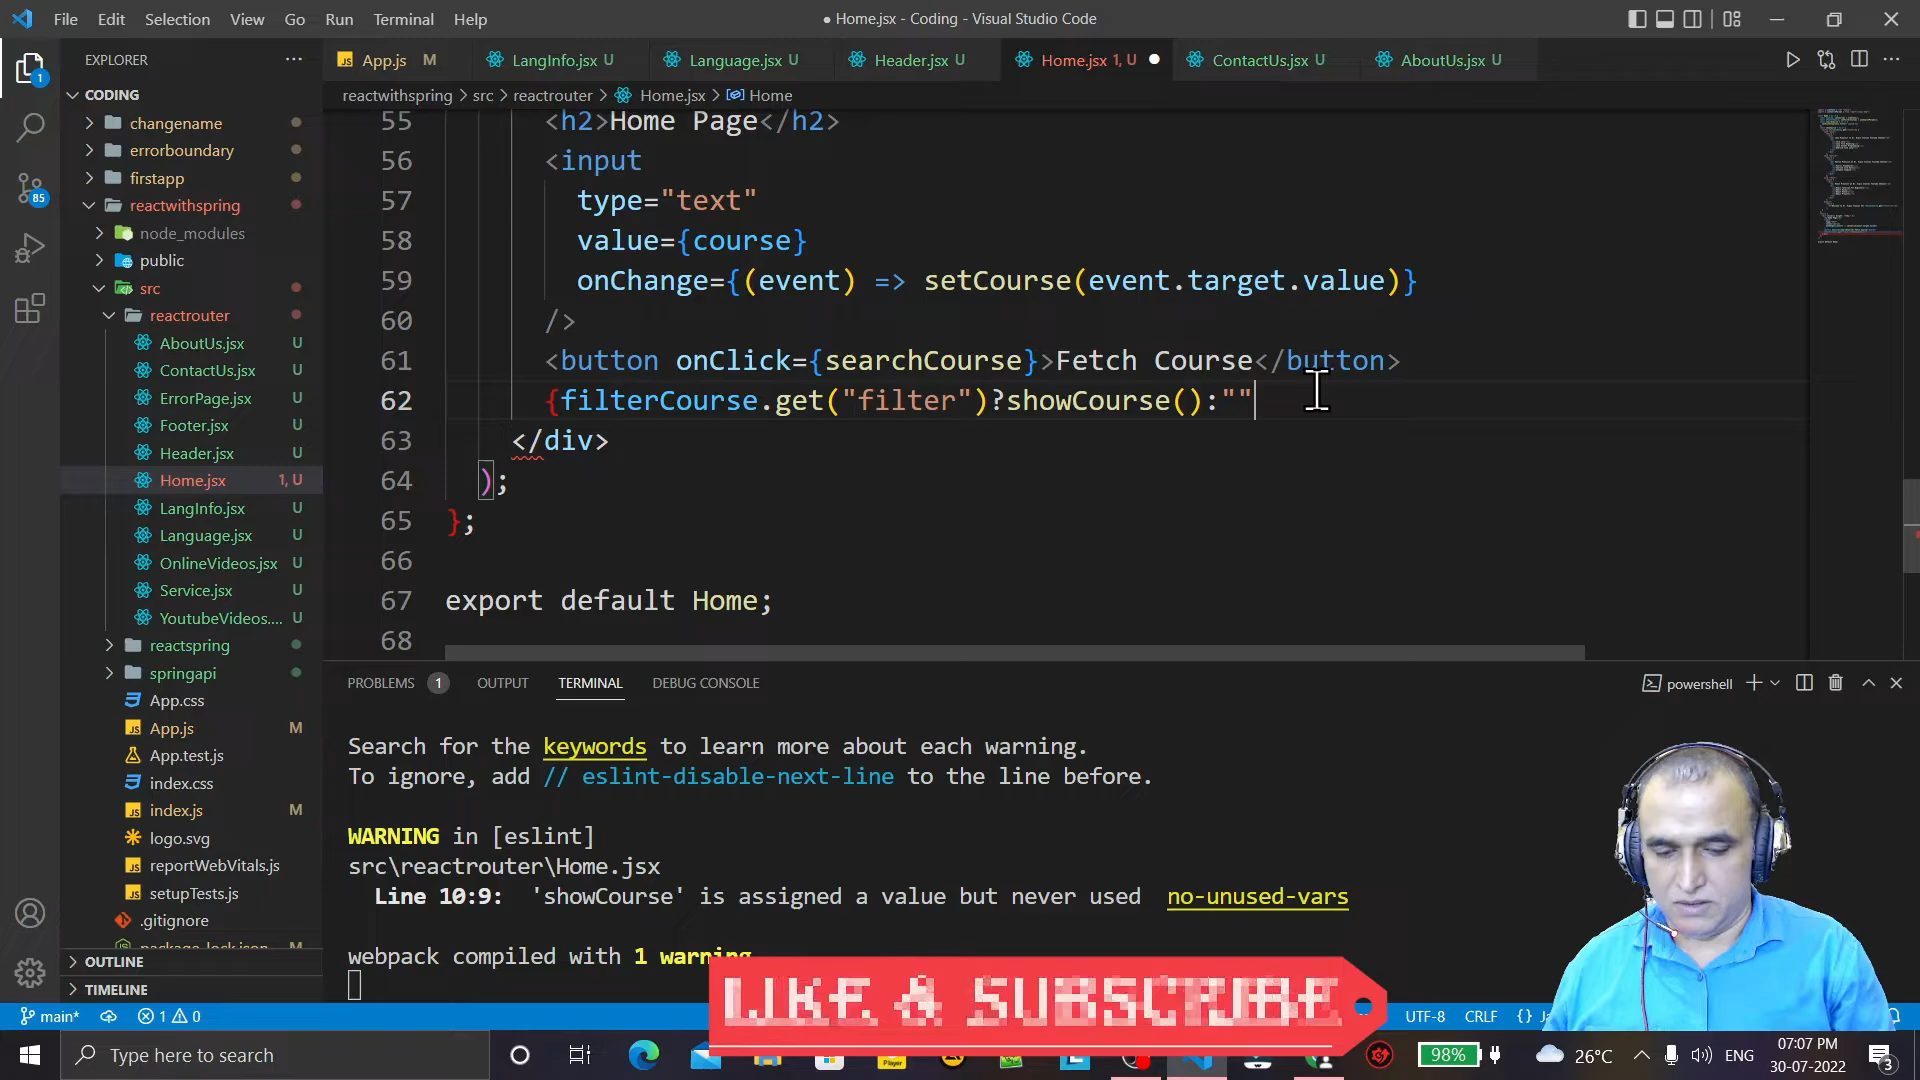 File Edit Selection View Go Run Terminal Help
● Home.jsx - Coding - Visual Studio Code
EXPLORER
App.js M
LangInfo.jsx U
Language.jsx U
Header.jsx U
Home.jsx 1, U
ContactUs.jsx U
AboutUs.jsx U
reactwithspring > src > reactrouter > Home.jsx > Home
CODING
changename
errorboundary
firstapp
reactwithspring
node_modules
public
src
reactrouter
AboutUs.jsx U
ContactUs.jsx U
ErrorPage.jsx U
Footer.jsx U
Header.jsx U
Home.jsx 1, U
LangInfo.jsx U
Language.jsx U
OnlineVideos.jsx U
Service.jsx U
YoutubeVideos.... U
reactspring
springapi
App.css
App.js M
App.test.js
index.css
index.js M
logo.svg
reportWebVitals.js
setupTests.js
.gitignore
package-lock.json M
OUTLINE
TIMELINE
1
85
55 <h2>Home Page</h2>
56 <input
57 type="text"
58 value={course}
59 onChange={(event) => setCourse(event.target.value)}
60 />
61 <button onClick={searchCourse}>Fetch Course</button>
62 {filterCourse.get("filter")?showCourse():""
63 </div>
64 );
65 };
66
67 export default Home;
68
PROBLEMS 1 OUTPUT TERMINAL DEBUG CONSOLE
powershell
Search for the keywords to learn more about each warning.
To ignore, add // eslint-disable-next-line to the line before.
WARNING in [eslint]
src\reactrouter\Home.jsx
Line 10:9: 'showCourse' is assigned a value but never used no-unused-vars
webpack compiled with 1 warning
LIKE & SUBSCRIBE
main* 1 0
UTF-8 CRLF {}
Type here to search
98%
26°C
ENG
07:07 PM
30-07-2022
3